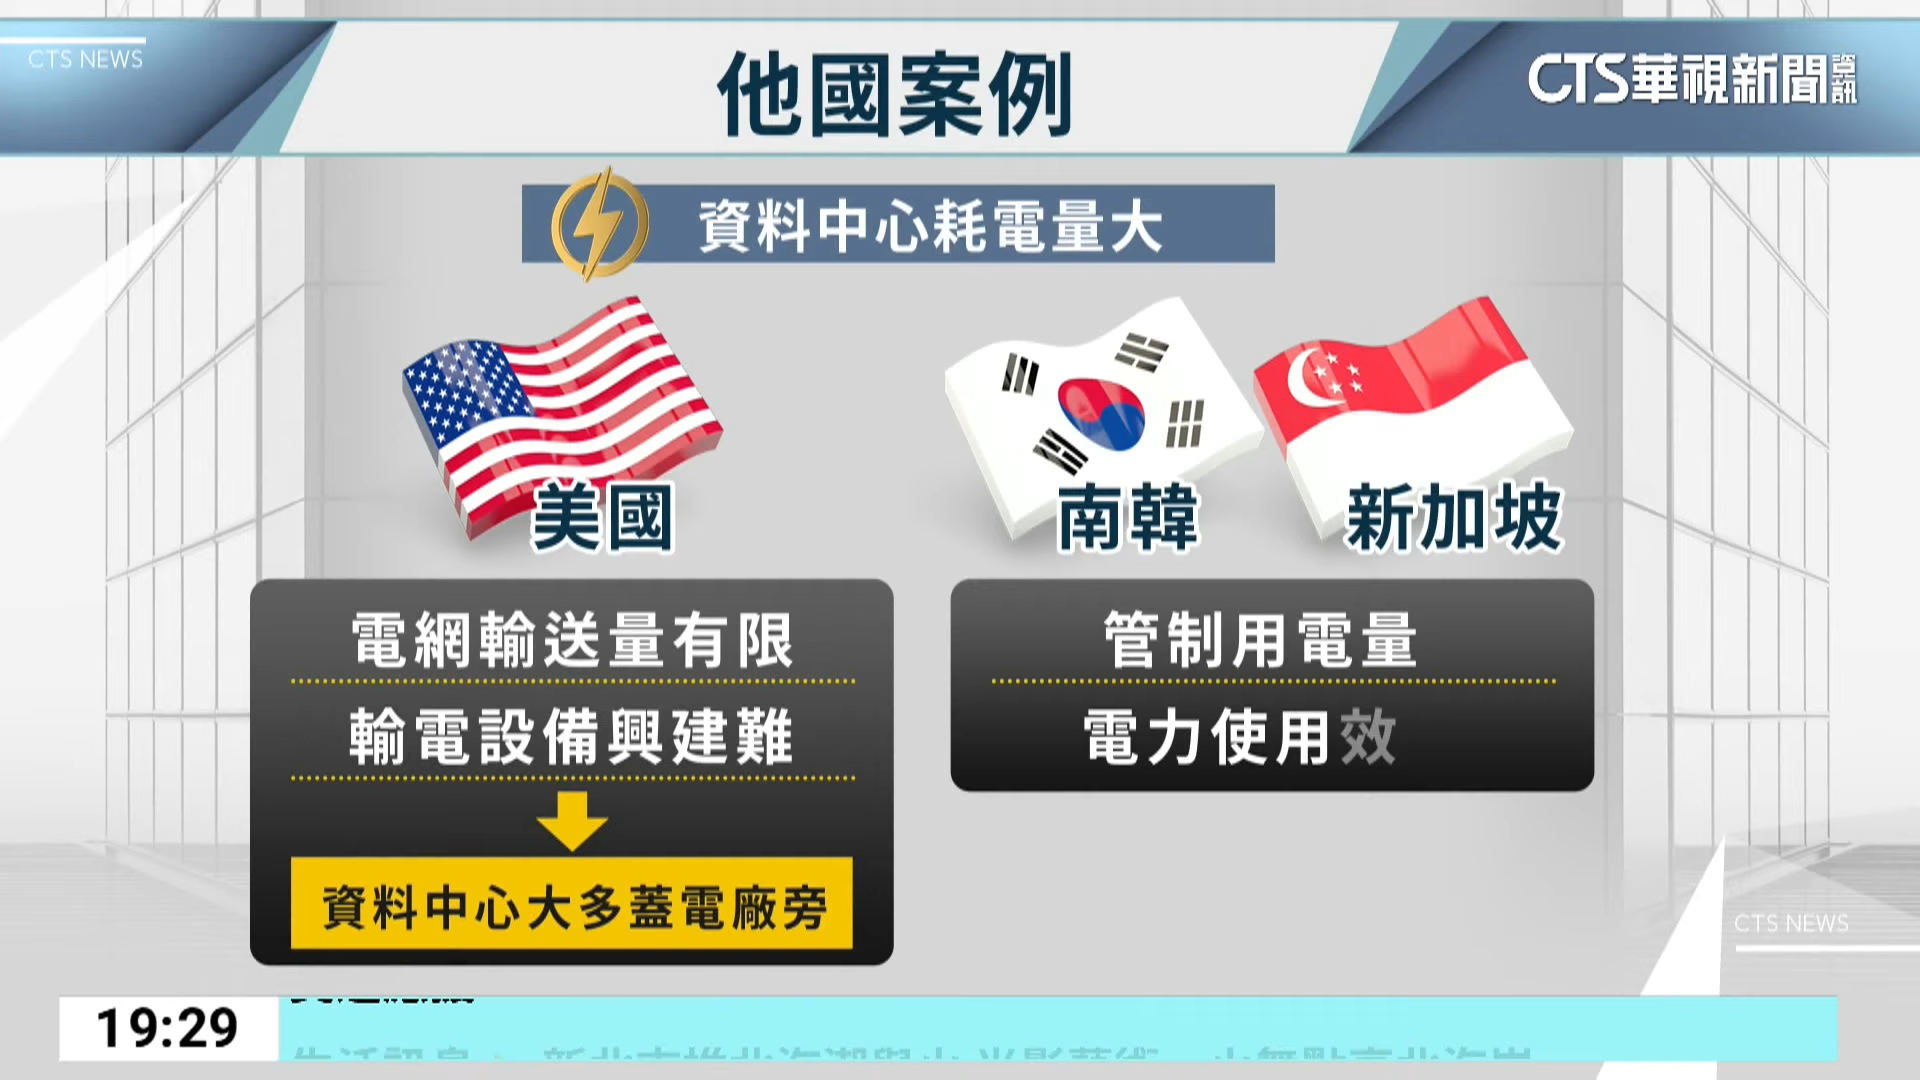 CTS NEWS
他國案例
CTS華視新聞資訊
資料中心耗電量大
美國
南韓
新加坡
電網輸送量有限
輸電設備興建難
資料中心大多蓋電廠旁
管制用電量
電力使用效
CTS NEWS
19:29